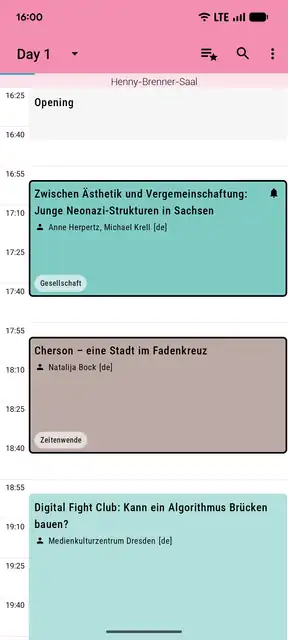 16:00
LTE
Day 1
Henny-Brenner-Saal
16:25
Opening
16:40
16:55
Zwischen Ästhetik und Vergemeinschaftung:
Junge Neonazi-Strukturen in Sachsen
17:10
Anne Herpertz, Michael Krell [de]
17:25
Gesellschaft
17:40
17:55
Cherson – eine Stadt im Fadenkreuz
18:10
Natalija Bock [de]
18:25
Zeitenwende
18:40
18:55
Digital Fight Club: Kann ein Algorithmus Brücken
bauen?
19:10
Medienkulturzentrum Dresden [de]
19:25
19:40